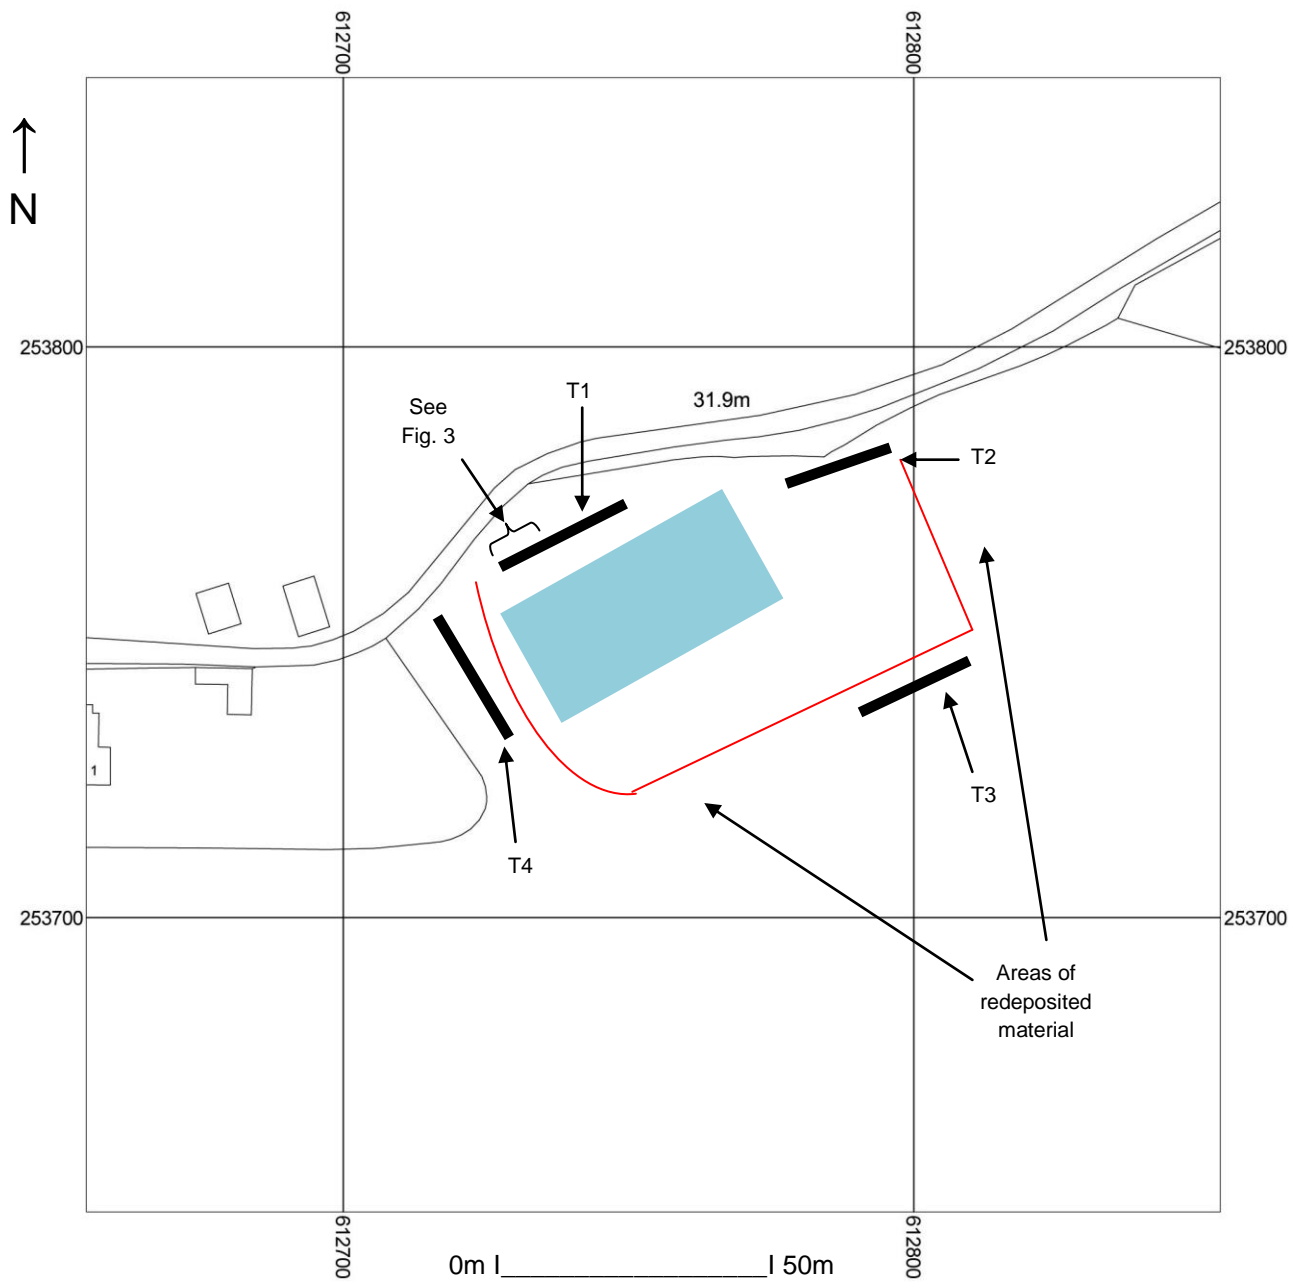 612700
612800
↑
N
253800
253800
T1
See
Fig. 3
31.9m
T2
1
T3
T4
253700
253700
Areas of
redeposited
material
612700
612800
0m I___________________I 50m